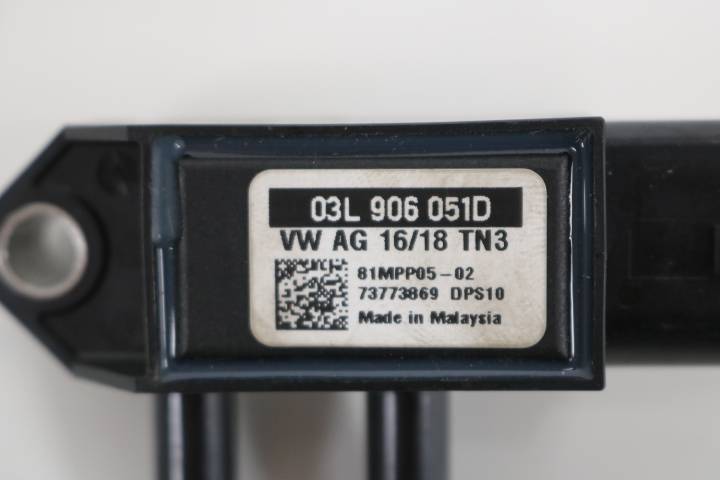 03L 906 051D
VW AG 16/18 TN3
81MPP05-02
73773869 DPS10
Made in Malaysia